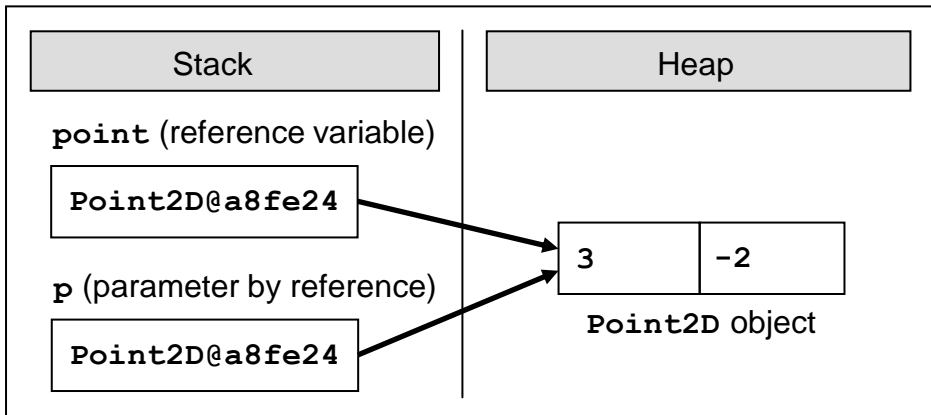 Stack
Heap
point (reference variable)
Point2D@a8fe24
3
-2
p (parameter by reference)
Point2D object
Point2D@a8fe24